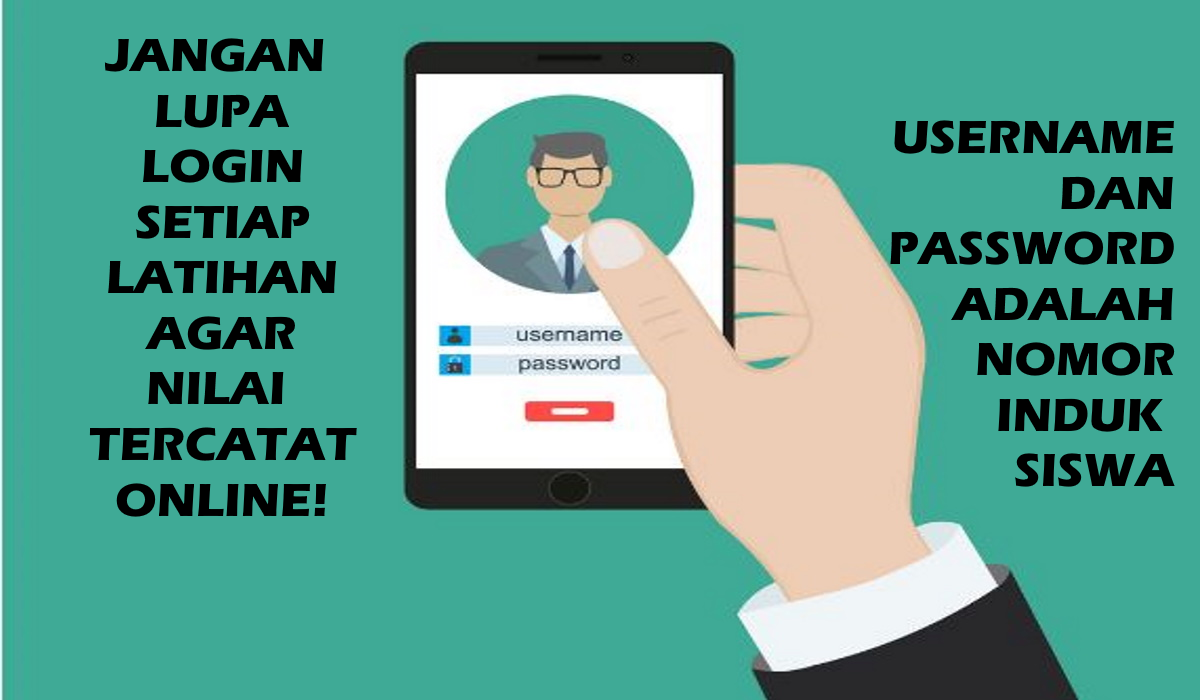 JANGAN
LUPA
LOGIN
SETIAP
LATIHAN
AGAR
NILAI
TERCATAT
ONLINE!
username
password
USERNAME
DAN
PASSWORD
ADALAH
NOMOR
INDUK
SISWA